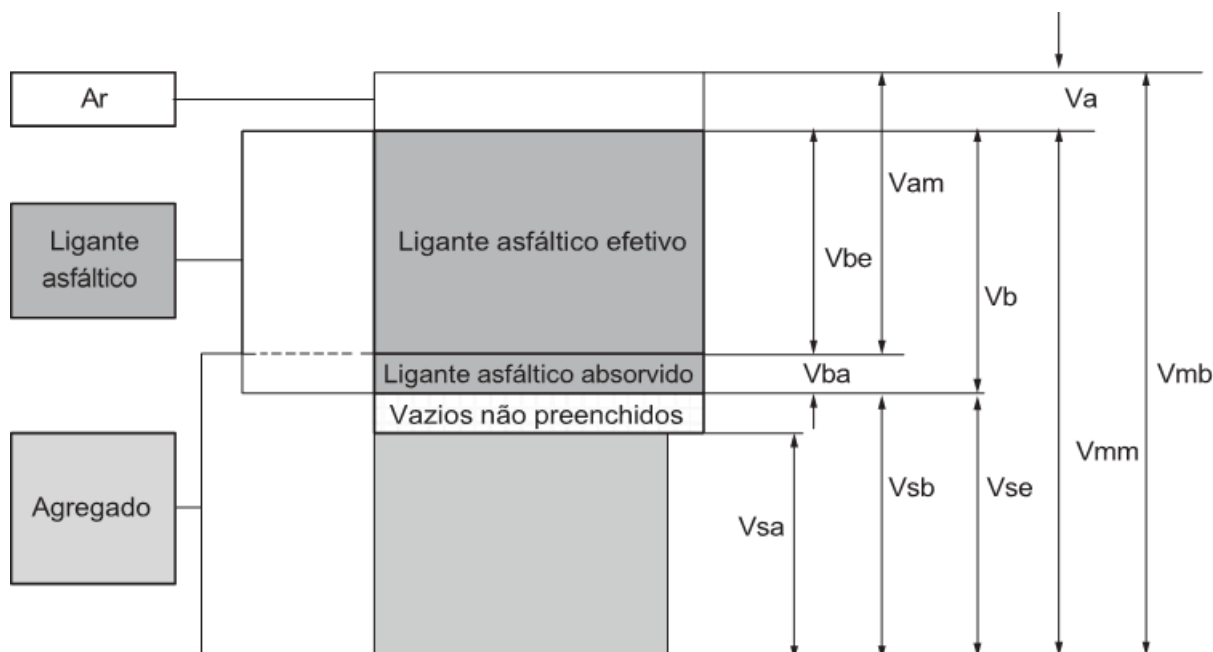 Ar
Va
Vam
Ligante
asfáltico
Ligante asfáltico efetivo
Vbe
Vb
Ligante asfáltico absorvido
Vba
Vmb
Vazios não preenchidos
Vmm
Agregado
Vsb
Vse
Vsa